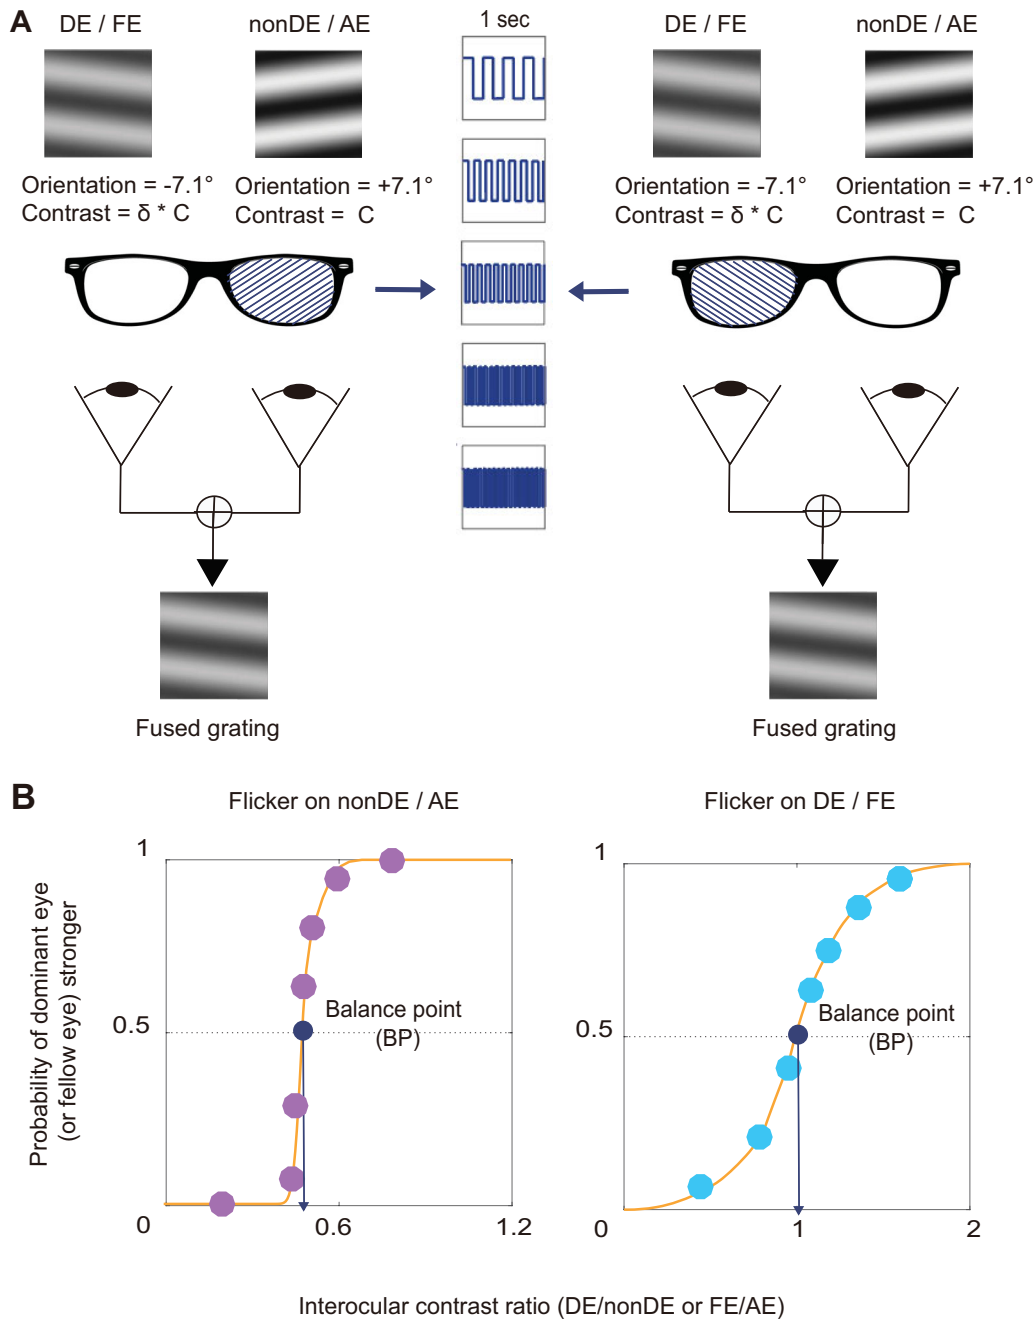 A
DE / FE
nonDE / AE
1 sec
DE / FE
nonDE / AE
Orientation = -7.1°
Contrast = δ * C
Orientation = +7.1°
Contrast = C
Orientation = -7.1°
Contrast = δ * C
Orientation = +7.1°
Contrast = C
Fused grating
Fused grating
B
Flicker on nonDE / AE
Flicker on DE / FE
Probability of dominant eye
(or fellow eye) stronger
1
0.5
0
0.6
1.2
Balance point
(BP)
1
0.5
0
1
2
Balance point
(BP)
Interocular contrast ratio (DE/nonDE or FE/AE)